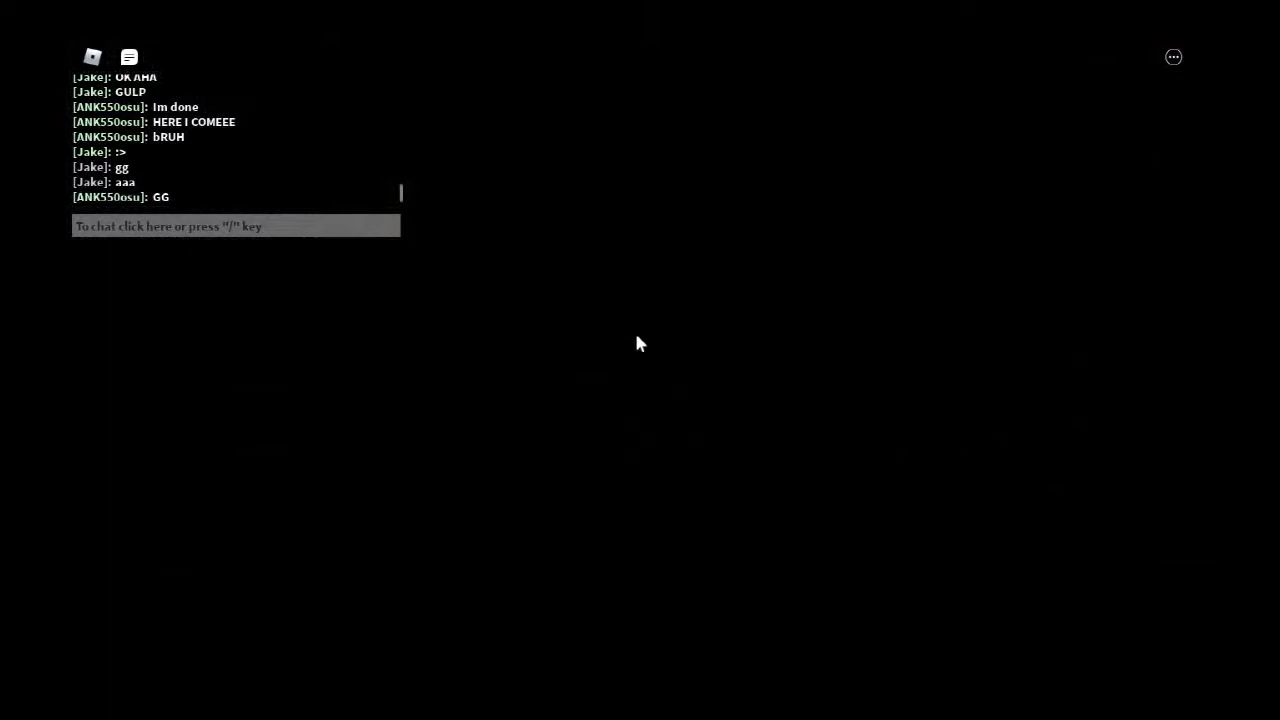 [Jake]: OK AHA
[Jake]: GULP
[ANK550osu]: Im done
[ANK550osu]: HERE I COMEEE
[ANK550osu]: bRUH
[Jake]: :>
[Jake]: gg
[Jake]: aaa
[ANK550osu]: GG
To chat click here or press "/" key